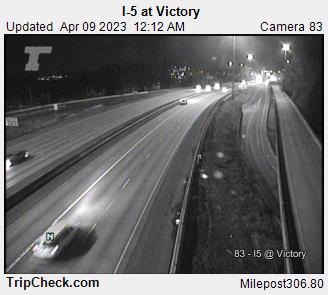 I-5 at Victory
Updated Apr 09 2023 12:12 AM Camera 83
T
N
83 - I5 @ Victory
TripCheck.com Milepost306.80